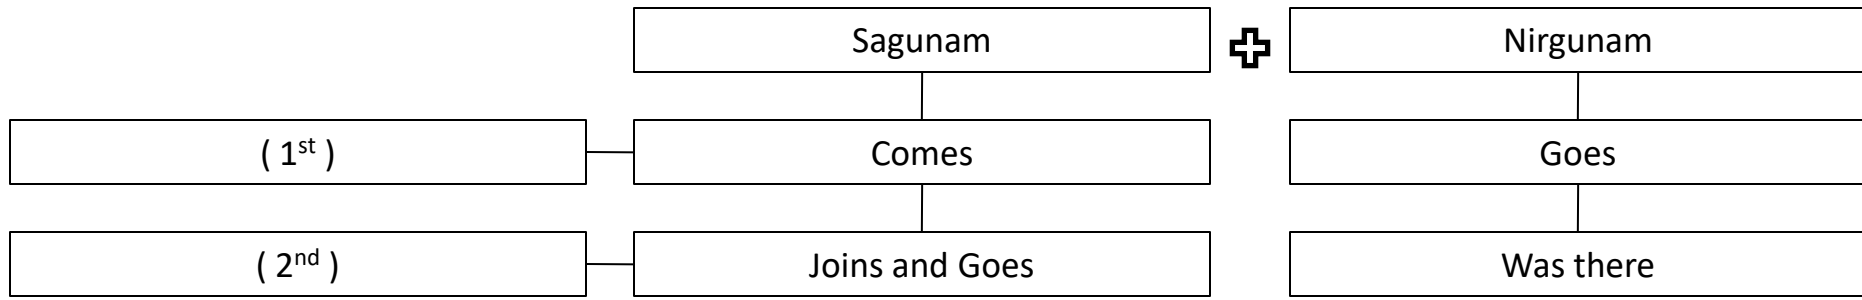 Sagunam Nirgunam
( 1st ) Comes Goes
( 2nd ) Joins and Goes Was there